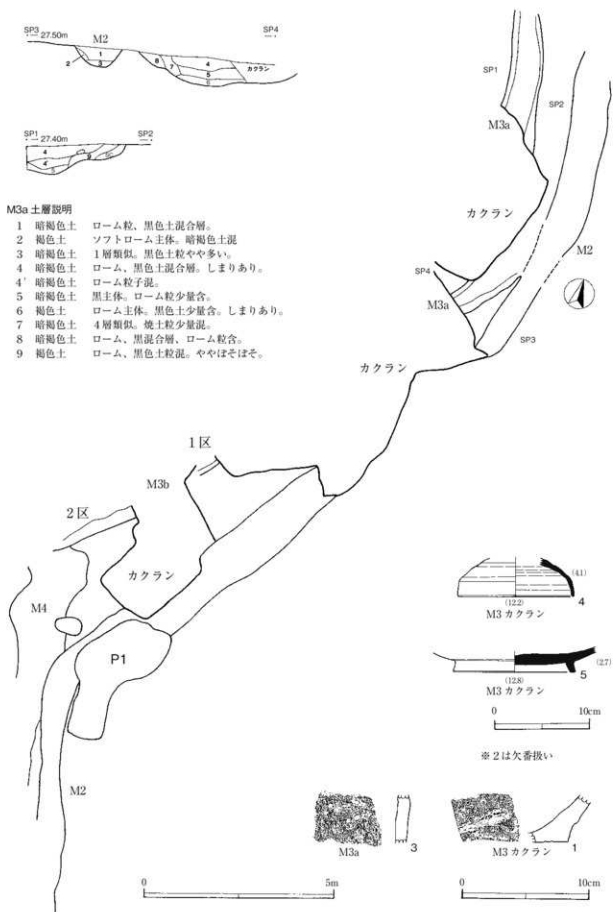 SP3 27.50m M2 SP4
1
2
3
8 7 4 カクラン
5
6
SP1 27.40m SP2
4
4'
5
9
M3a 土層説明
1 暗褐色土 ローム粒、黒色土混合層。
2 褐色土 ソフトローム主体。暗褐色土混
3 暗褐色土 1層類似。黒色土粒やや多い。
4 暗褐色土 ローム、黒色土混合層。しまりあり。
4' 暗褐色土 ローム粒子混。
5 暗褐色土 黒主体。ローム粒少量含。
6 褐色土 ローム主体。黒色土少量含。しまりあり。
7 暗褐色土 4層類似。焼土粒少量混。
8 暗褐色土 ローム、黒混合層、ローム粒含。
9 褐色土 ローム、黒色土粒混。ややぼそぼそ。
SP1
SP2
M3a
カクラン
M2
SP4
M3a
SP3
カクラン
1区
M3b
2区
カクラン
M4
P1
M2
(4.1)
(12.2) 4
M3 カクラン
(2.7)
(12.8) 5
M3 カクラン
0 10cm
※2は欠番扱い
M3a 3
M3 カクラン 1
0 5m
0 10cm